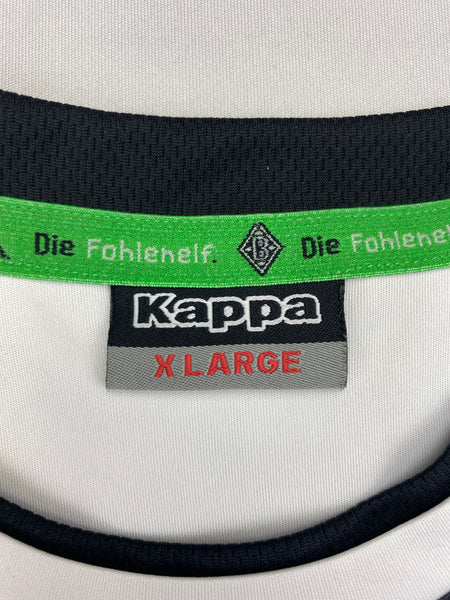 Die Fohlenelf. B Die Fohlenelf.
Kappa
X LARGE